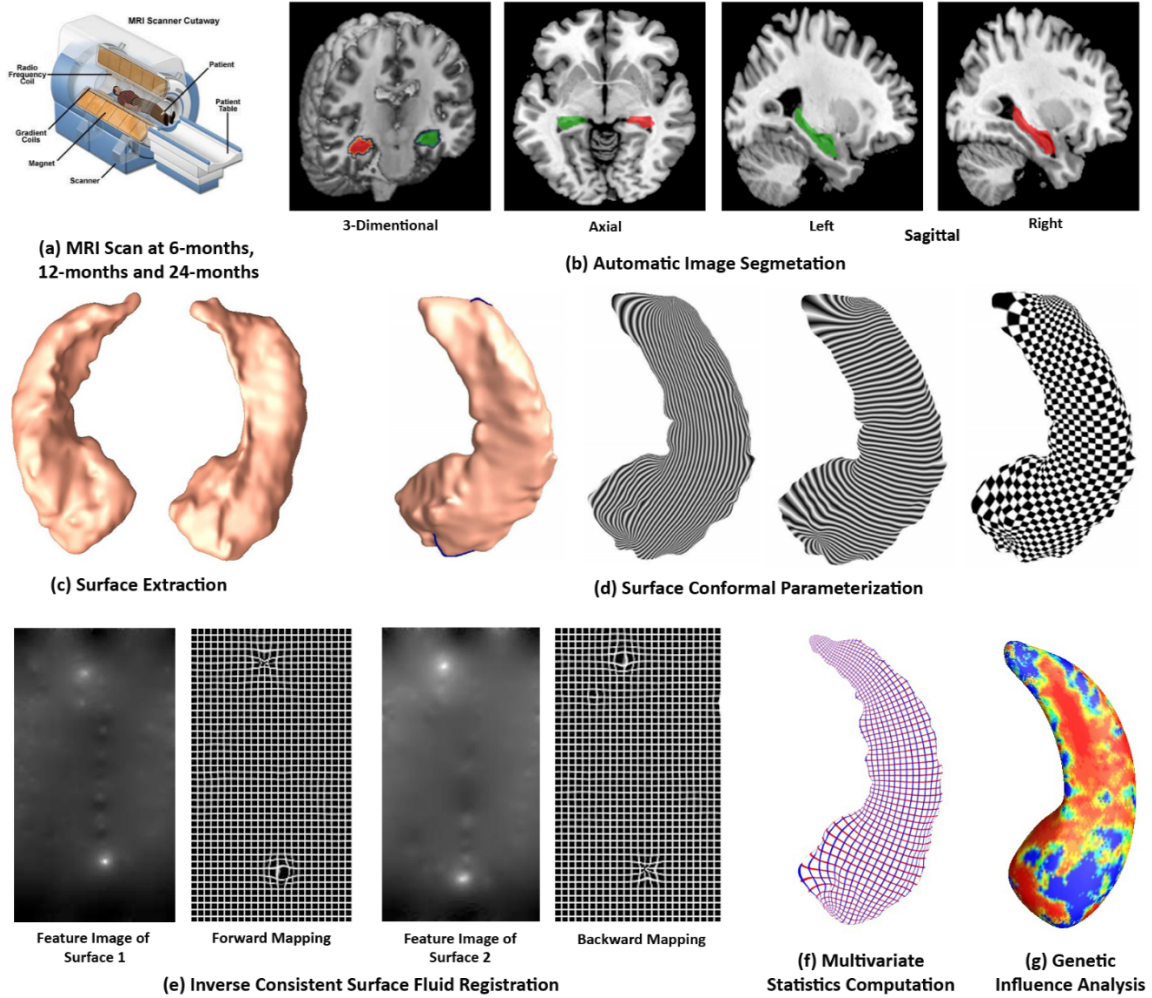 MRI Scanner Cutaway
Radio
Frequency
Coil
Patient
Patient
Table
Gradient
Coils
Magnet
Scanner
(a) MRI Scan at 6-months,
12-months and 24-months
3-Dimentional
Axial
Left
Sagittal
Right
(b) Automatic Image Segmetation
(c) Surface Extraction
(d) Surface Conformal Parameterization
Feature Image of
Surface 1
Forward Mapping
Feature Image of
Surface 2
Backward Mapping
(e) Inverse Consistent Surface Fluid Registration
(f) Multivariate
Statistics Computation
(g) Genetic
Influence Analysis